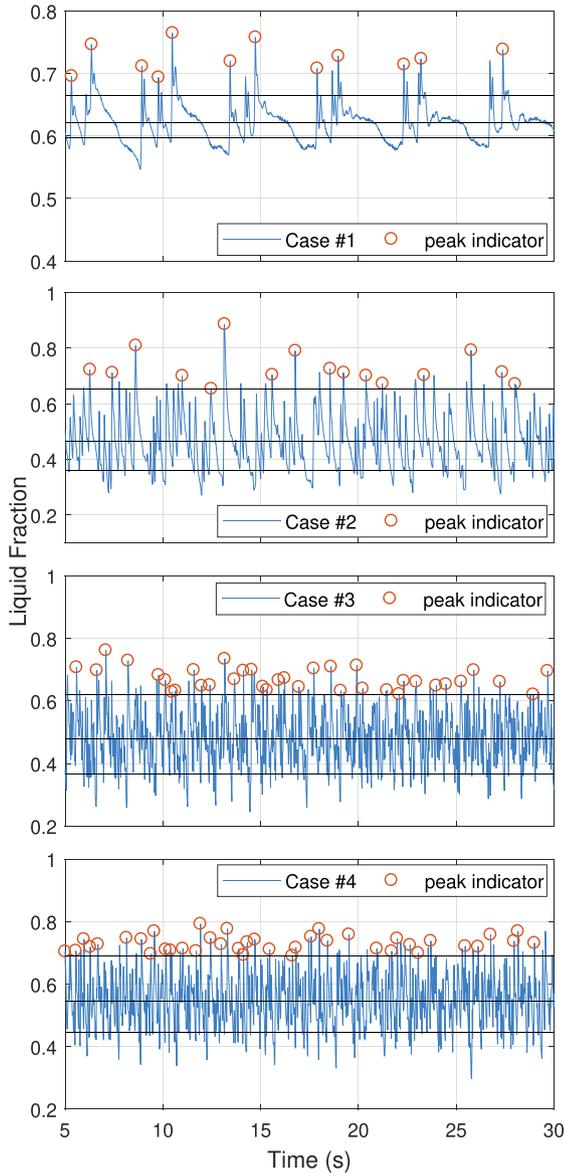 0.8
0.7
0.6
0.5
0.4
Case #1 peak indicator
1
0.8
0.6
0.4
0.2
Case #2 peak indicator
Liquid Fraction
1
0.8
0.6
0.4
0.2
Case #3 peak indicator
1
0.8
0.6
0.4
0.2
Case #4 peak indicator
5 10 15 20 25 30
Time (s)